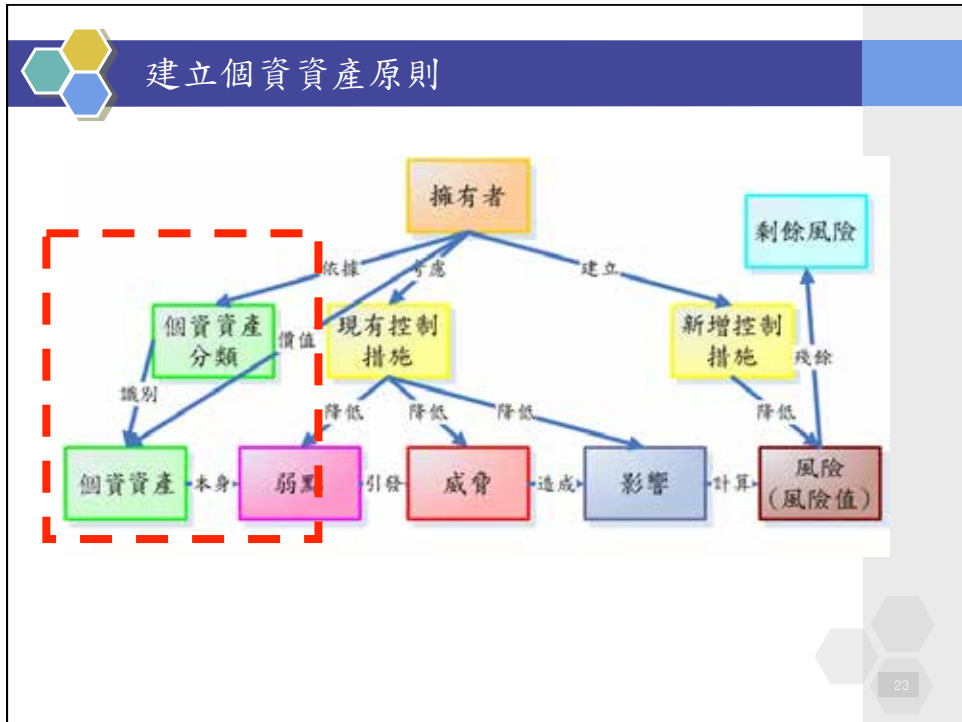 建立個資資產原則
擁有者
剩餘風險
依據
考慮
建立
個資資產
分類
價值
現有控制
措施
新增控制
措施
殘餘
識別
降低
降低
降低
降低
個資資產
本身
弱點
引發
威脅
造成
影響
計算
風險
(風險值)
23